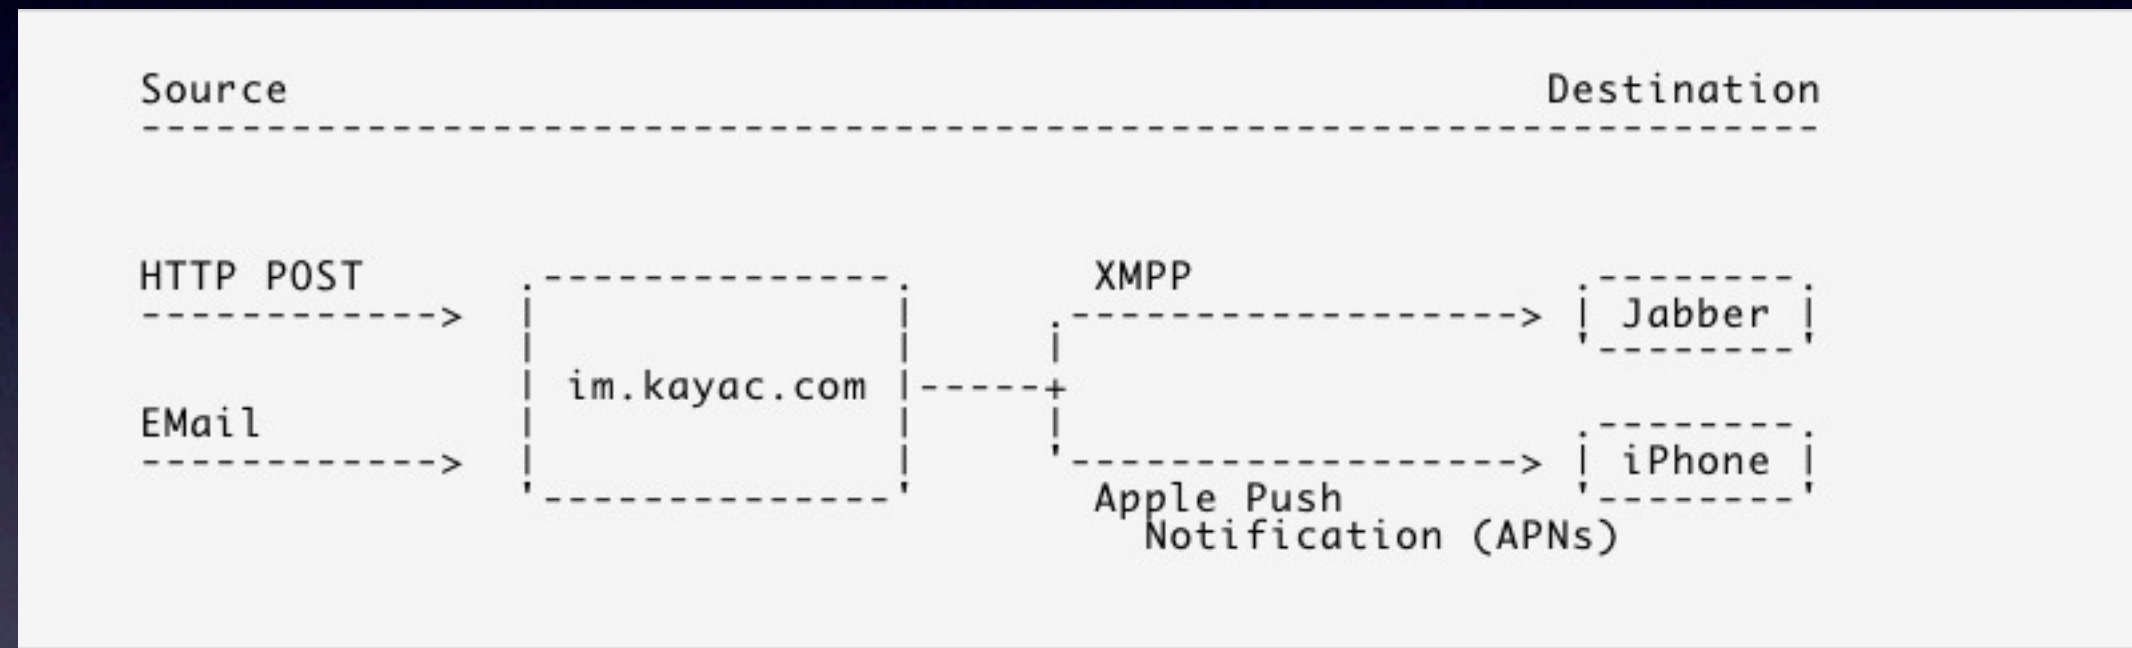 Source Destination
HTTP POST XMPP
Jabber
im.kayac.com
EMail
iPhone
Apple Push
Notification (APNs)